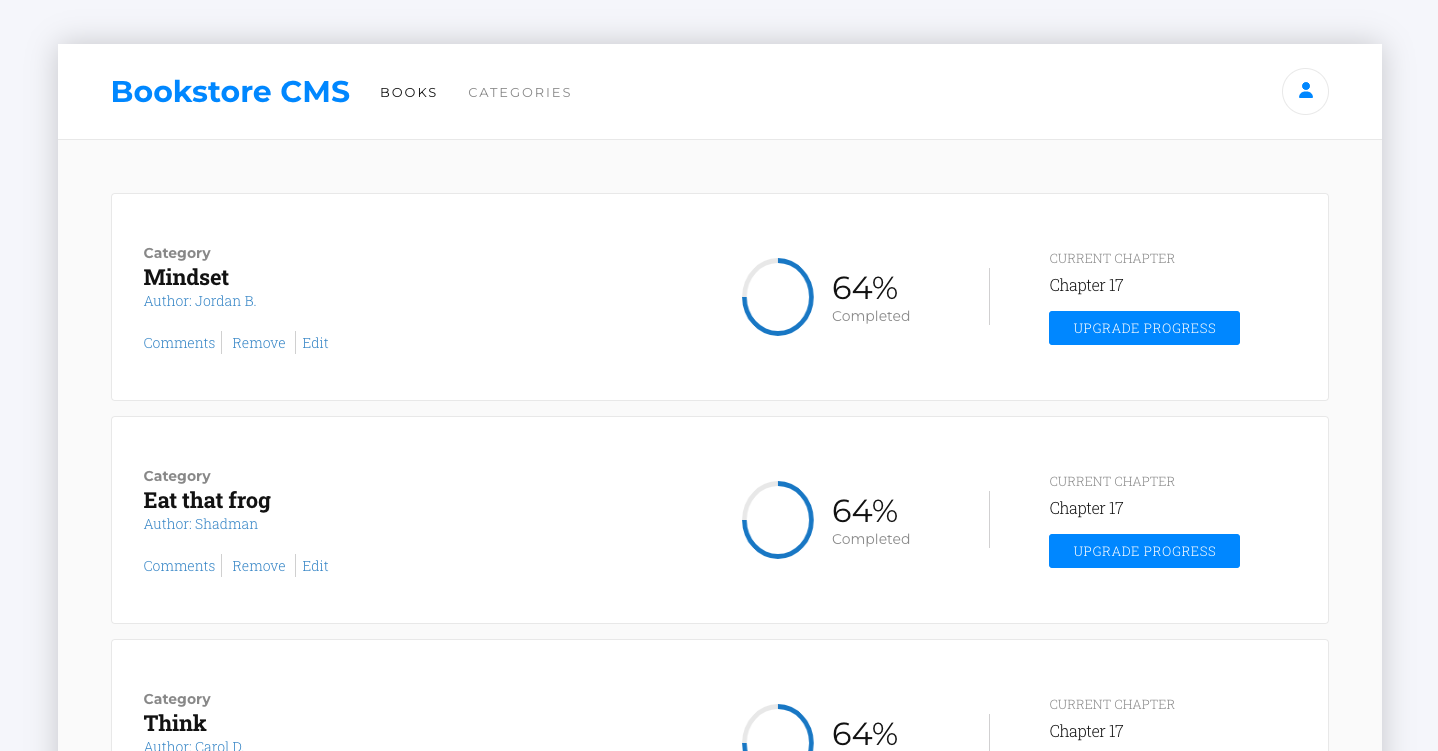 Bookstore CMS BOOKS CATEGORIES
Category
Mindset
Author: Jordan B.
Comments Remove Edit
64%
Completed
CURRENT CHAPTER
Chapter 17
UPGRADE PROGRESS
Category
Eat that frog
Author: Shadman
Comments Remove Edit
64%
Completed
CURRENT CHAPTER
Chapter 17
UPGRADE PROGRESS
Category
Think
Author: Carol D.
64%
CURRENT CHAPTER
Chapter 17